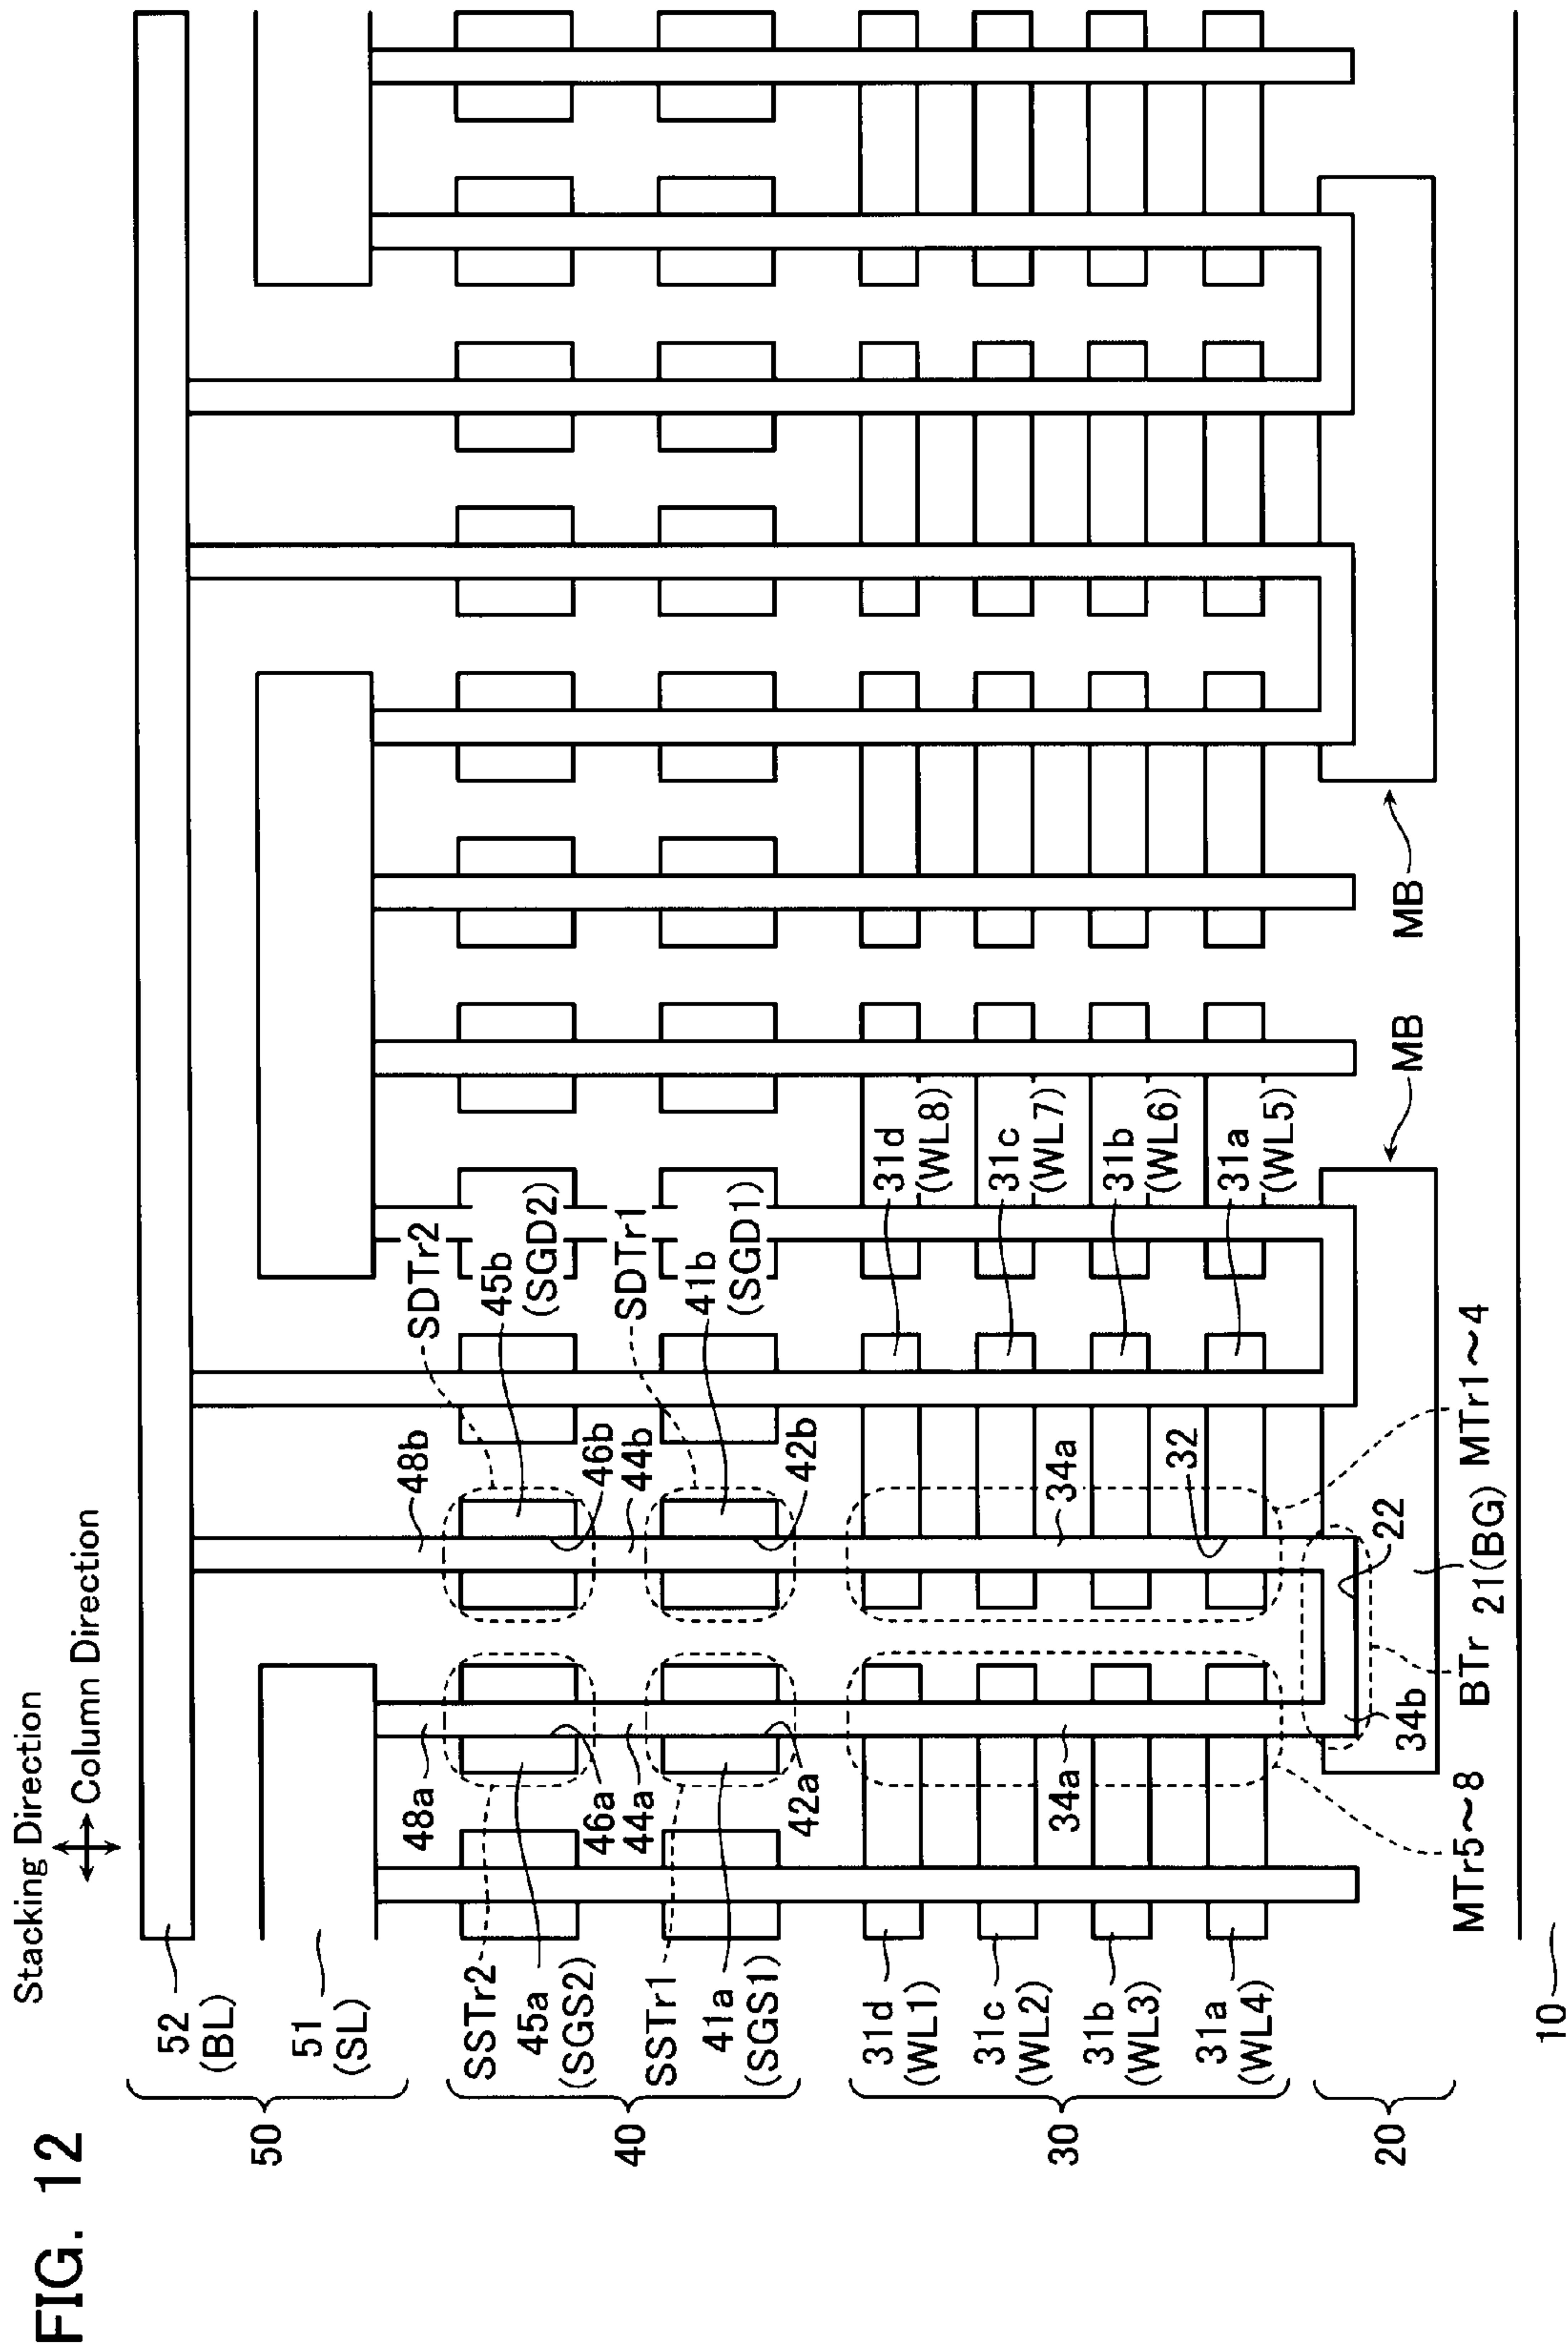 FIG. 12
Stacking Direction
Column Direction
50
52
(BL)
51
(SL)
40
SSTr2
45a
(SGS2)
SSTr1
41a
(SGS1)
30
31d
(WL1)
31c
(WL2)
31b
(WL3)
31a
(WL4)
20
10
48a
46a
44a
42a
34a
MTr5~8
34b
BTr
21(BG)
22
MTr1~4
48b
46b
44b
42b
34a
32
SDTr2
45b
(SGD2)
SDTr1
41b
(SGD1)
31d
(WL8)
31c
(WL7)
31b
(WL6)
31a
(WL5)
MB
MB